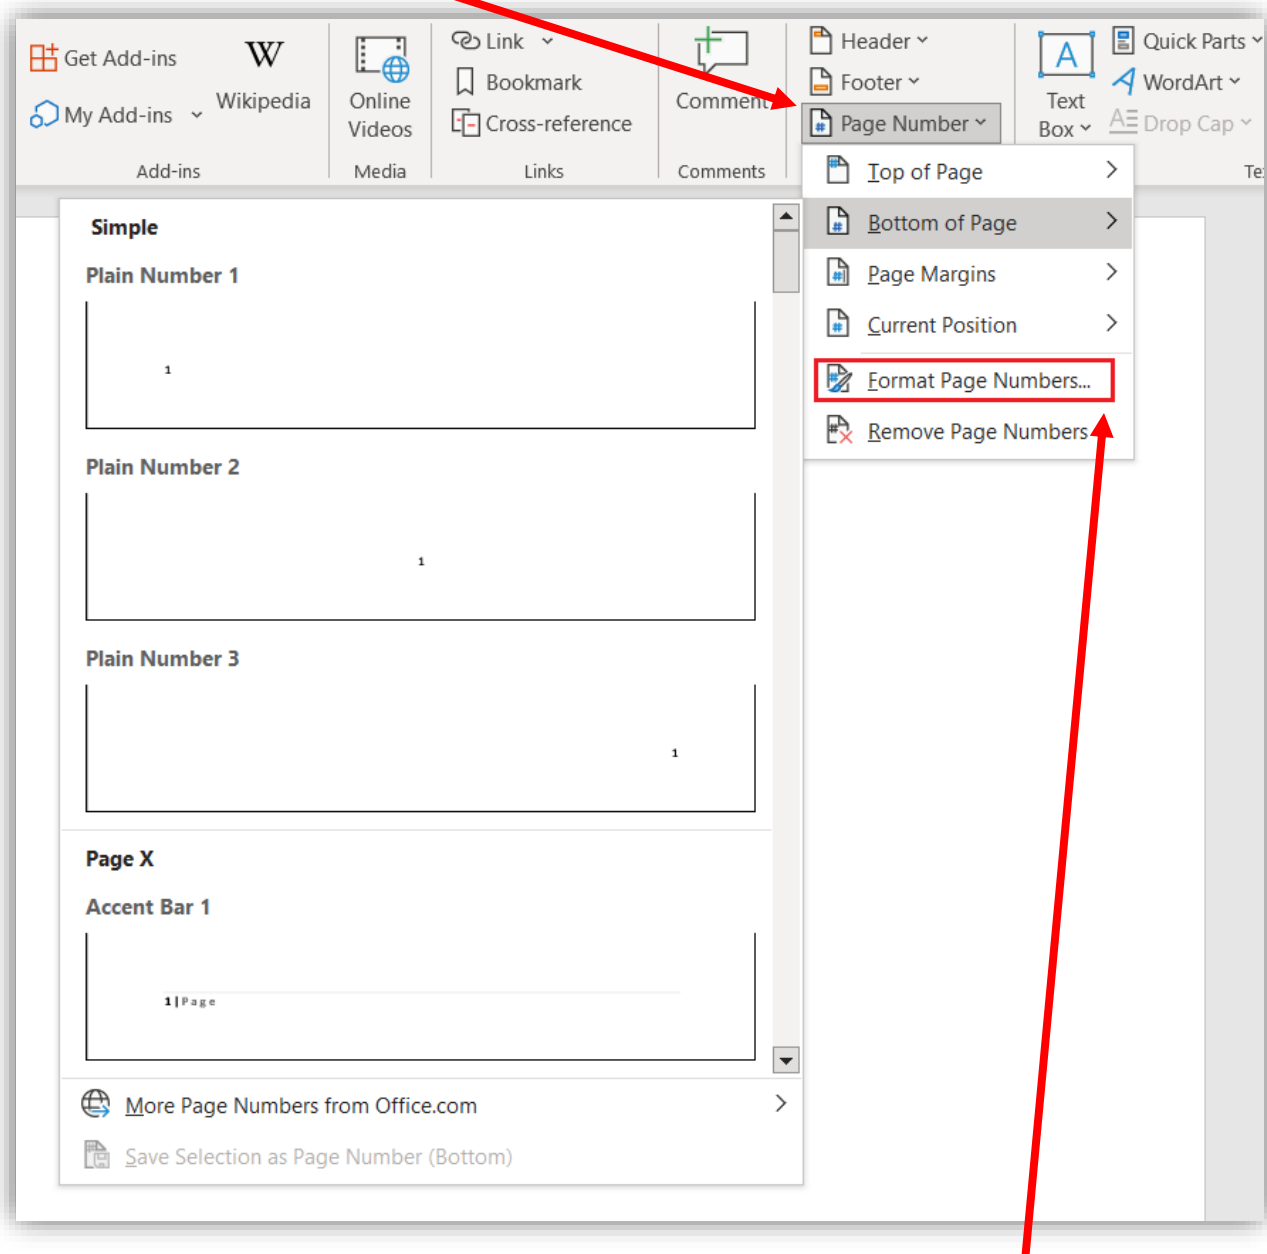 Get Add-ins
My Add-ins
W
Wikipedia
Add-ins
Online
Videos
Media
Link
Bookmark
Cross-reference
Links
Comment
Comments
Header
Footer
Page Number
A
Text
Box
Quick Parts
A WordArt
A Drop Cap
Te
Top of Page
Bottom of Page
Page Margins
Current Position
Format Page Numbers...
Remove Page Numbers
Simple
Plain Number 1
1
Plain Number 2
1
Plain Number 3
1
Page X
Accent Bar 1
1|Page
More Page Numbers from Office.com
Save Selection as Page Number (Bottom)